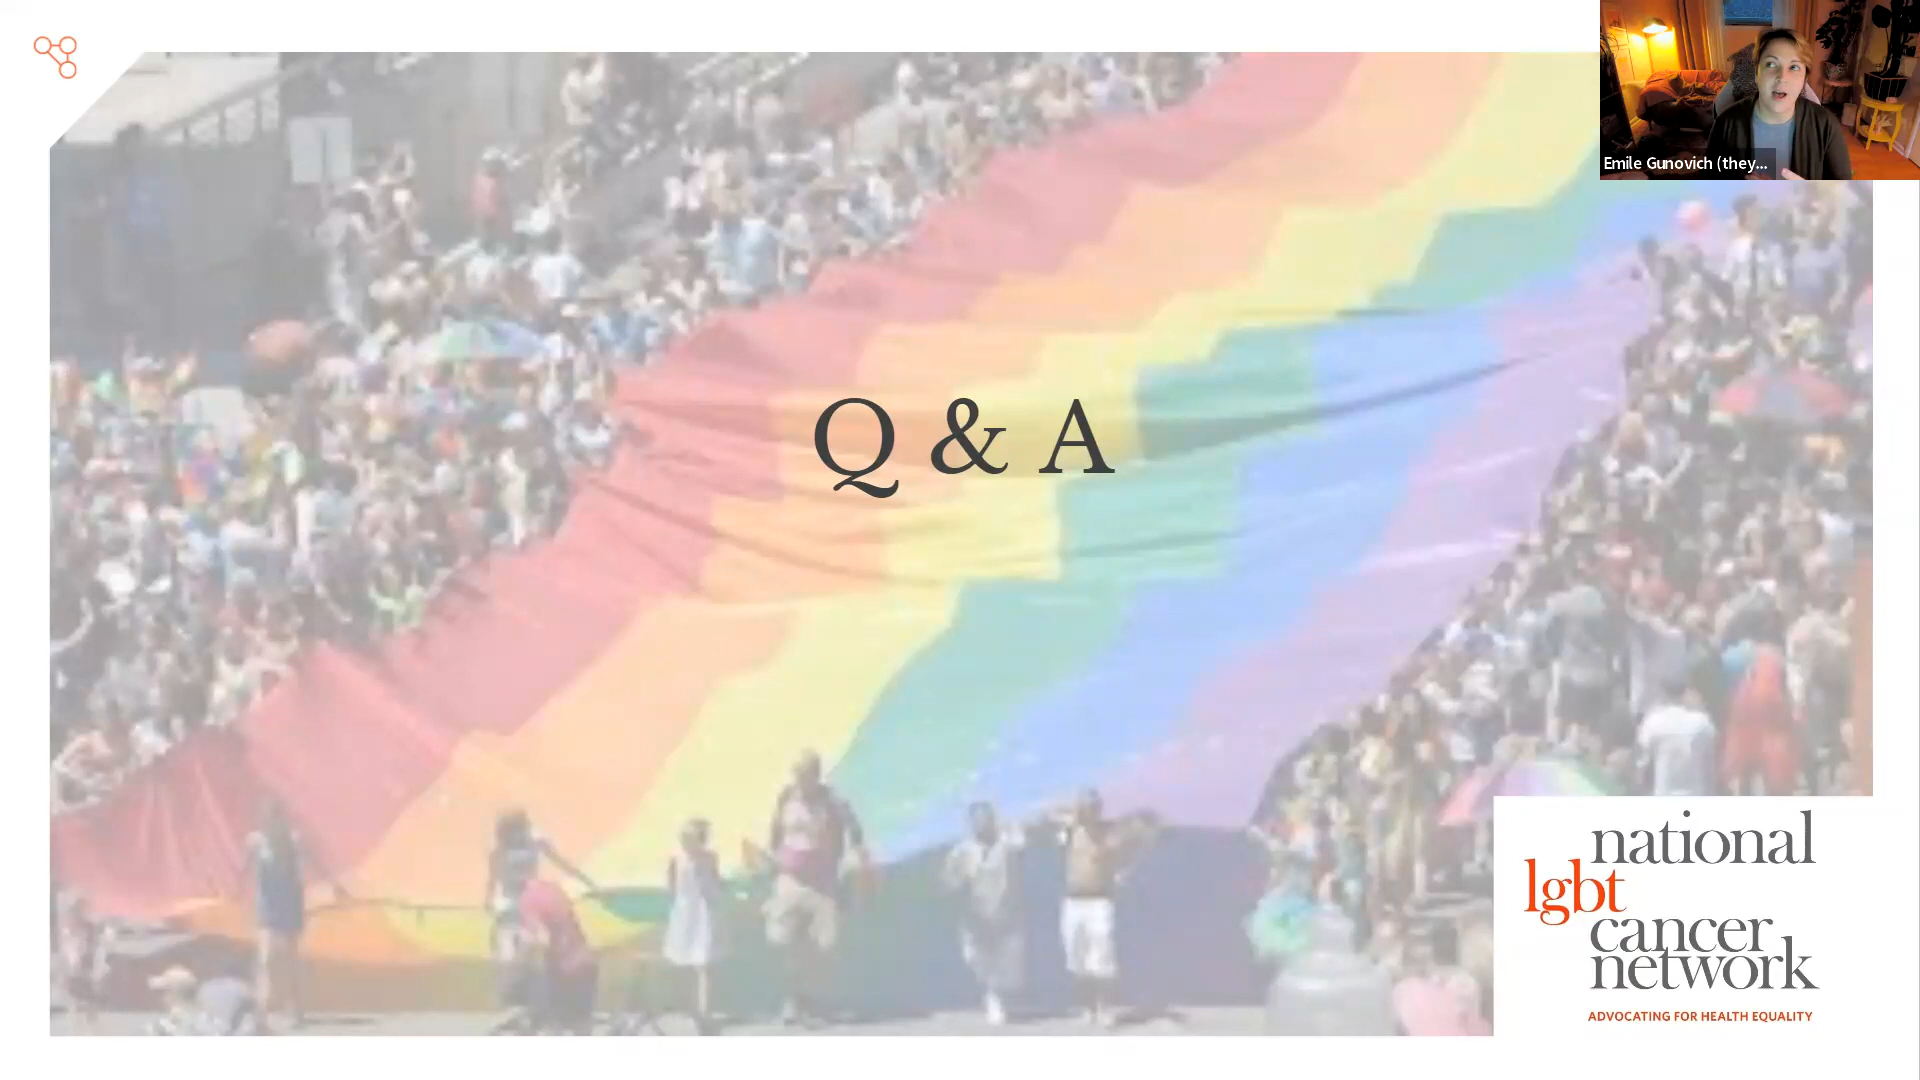 Emile Gunovich (they...
Q & A
national
lgbt
cancer
network
ADVOCATING FOR HEALTH EQUALITY